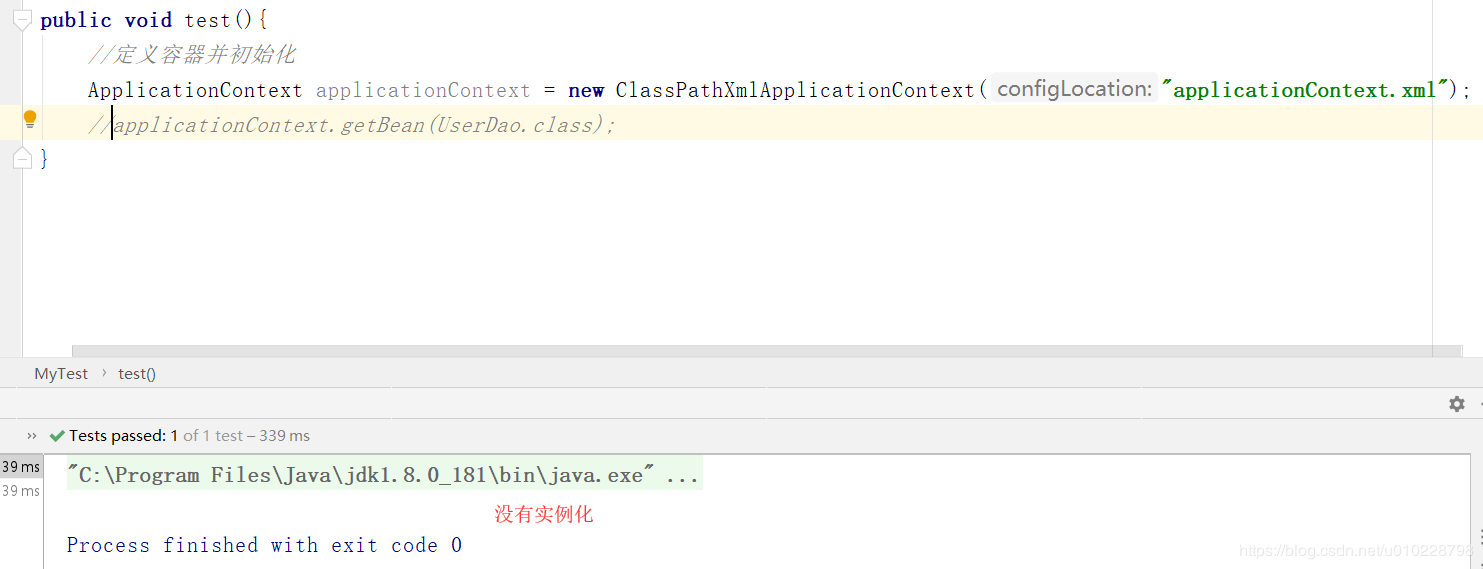 public void test(){
//定义容器并初始化
ApplicationContext applicationContext = new ClassPathXmlApplicationContext( configLocation: "applicationContext.xml");
//applicationContext.getBean(UserDao.class);
}
MyTest › test()
›› Tests passed: 1 of 1 test – 339 ms
39 ms "C:\Program Files\Java\jdk1.8.0_181\bin\java.exe" ...
39 ms
没有实例化
Process finished with exit code 0
https://blog.csdn.net/u010228798